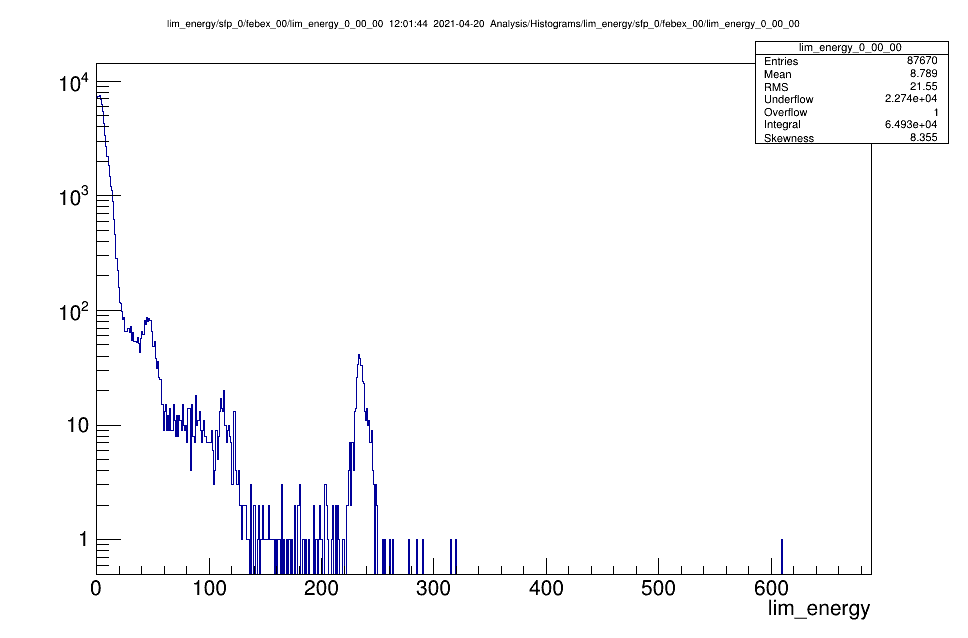 lim_energy/sfp_0/febex_00/lim_energy_0_00_00 12:01:44 2021-04-20 Analysis/Histograms/lim_energy/sfp_0/febex_00/lim_energy_0_00_00
lim_energy_0_00_00
Entries 87670
Mean 8.789
RMS 21.55
Underflow 2.274e+04
Overflow 1
Integral 6.493e+04
Skewness 8.355
10⁴
10³
10²
10
1
0 100 200 300 400 500 600
lim_energy